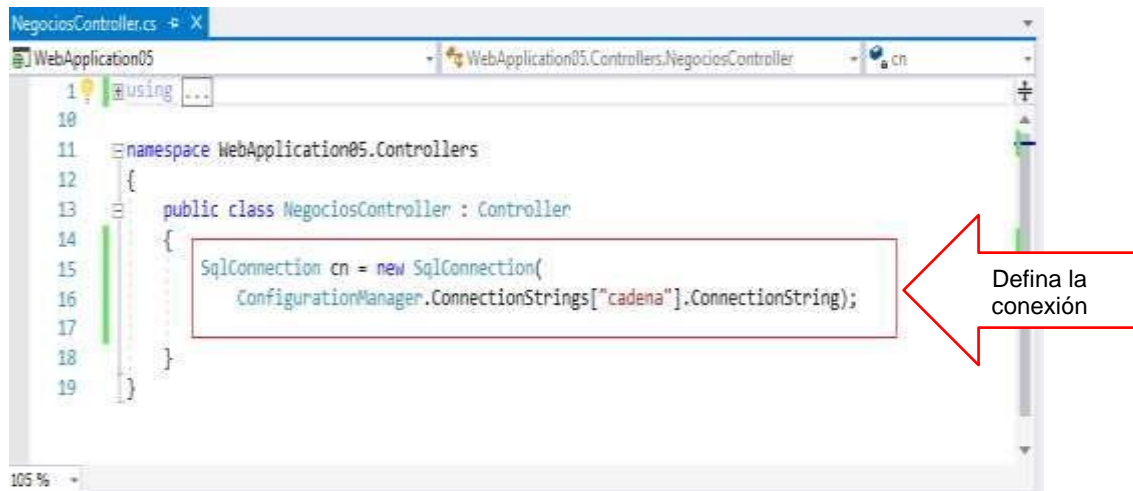 NegociosController.cs
WebApplication05
WebApplication05.Controllers.NegociosController
cn
1 using ...
10
11 namespace WebApplication05.Controllers
12 {
13 public class NegociosController : Controller
14 {
15 SqlConnection cn = new SqlConnection(
16 ConfigurationManager.ConnectionStrings["cadena"].ConnectionString);
17
18 }
19 }
Defina la
conexión
105 %